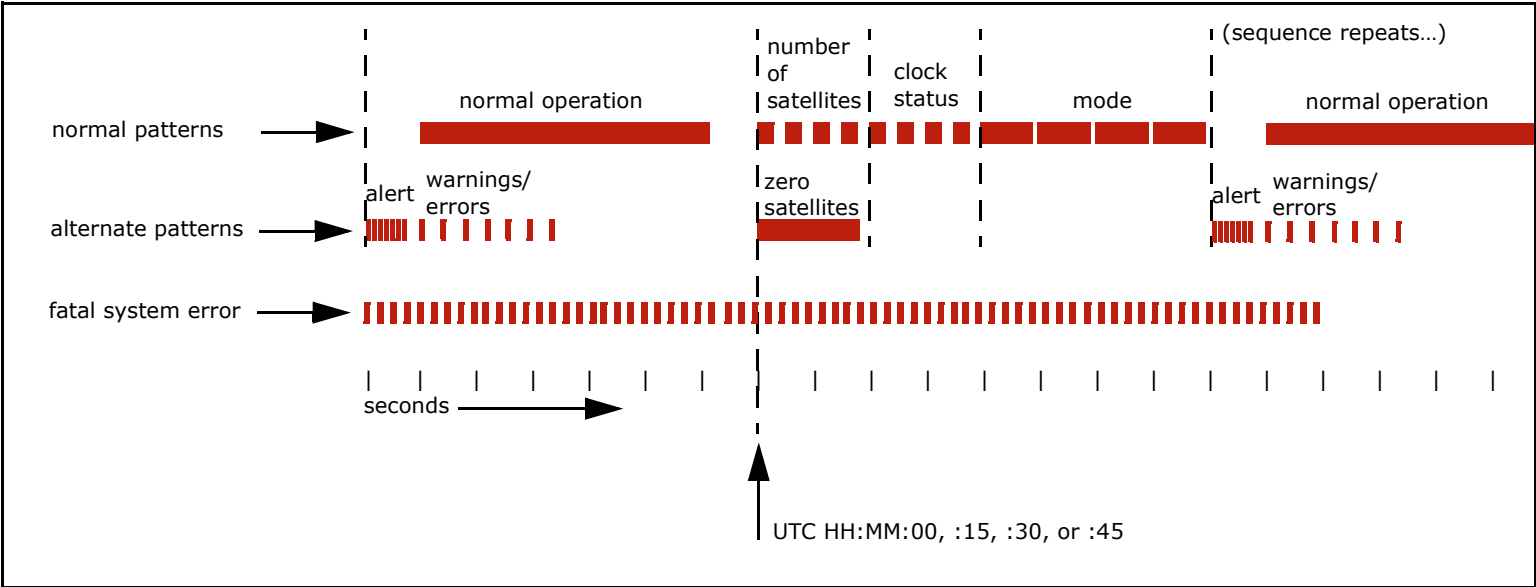 (sequence repeats…)
number
of
satellites
clock
status
normal operation
mode
normal operation
normal patterns
alert
warnings/
errors
zero
satellites
alert
warnings/
errors
alternate patterns
fatal system error
seconds
UTC HH:MM:00, :15, :30, or :45